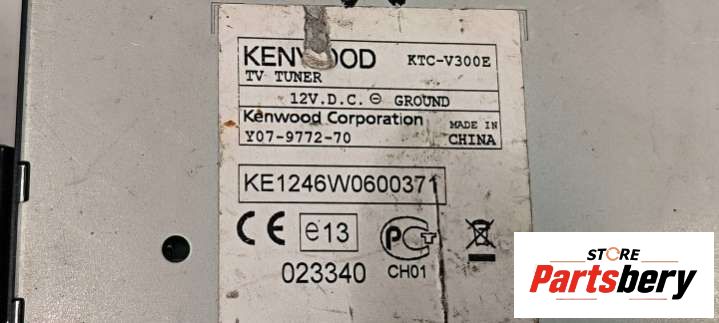 KENWOOD
KTC-V300E
TV TUNER
12V.D.C. ⊖ GROUND
Kenwood Corporation
Y07-9772-70
MADE IN
CHINA
KE1246W0600371
CE
e13
PCT
023340
CH01
STORE
Partsbery